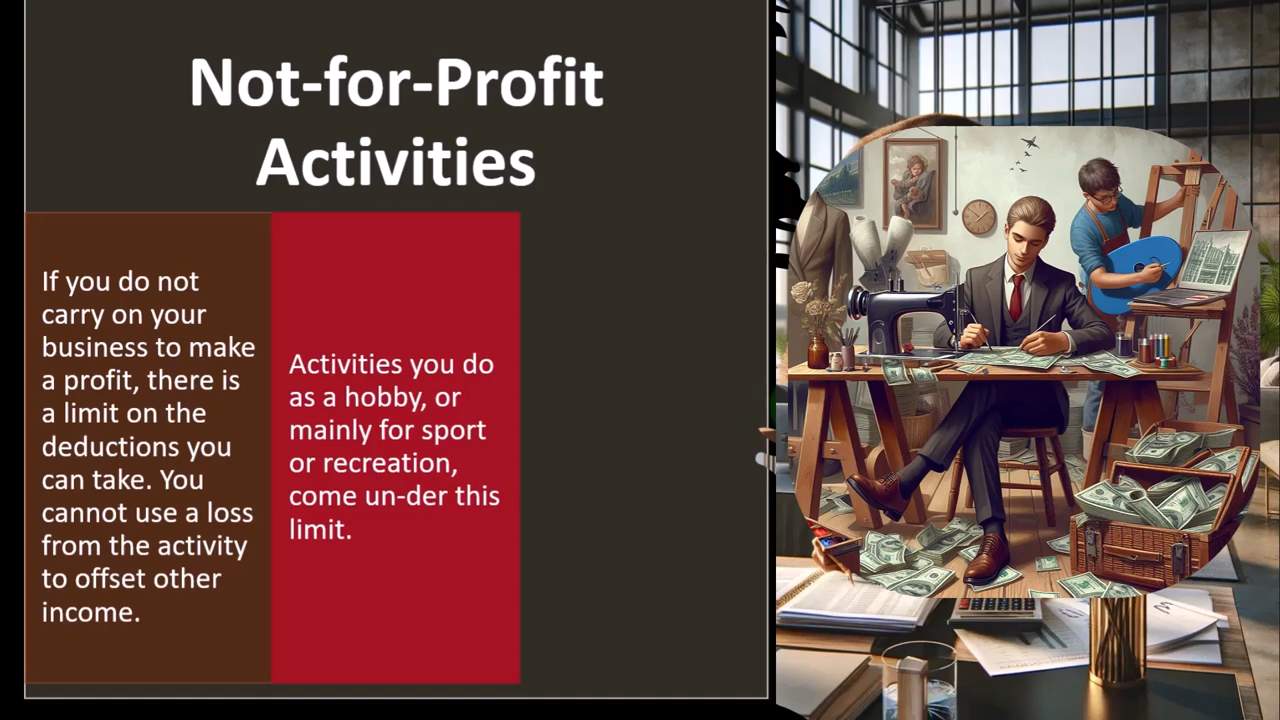 Not-for-Profit
Activities
If you do not
carry on your
business to make
a profit, there is
a limit on the
deductions you
can take. You
cannot use a loss
from the activity
to offset other
income.
Activities you do
as a hobby, or
mainly for sport
or recreation,
come un-der this
limit.